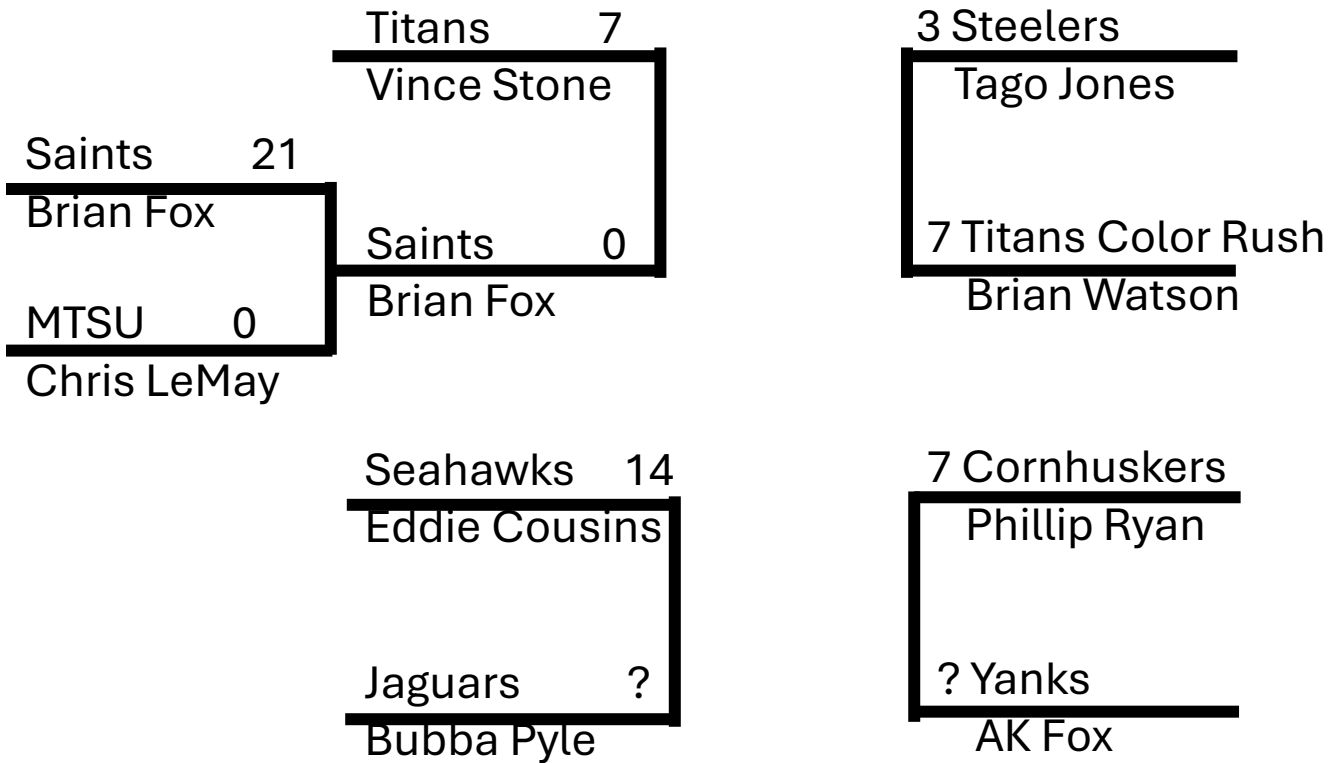 Titans 7
Vince Stone
Saints 21
Brian Fox
MTSU 0
Chris LeMay
Saints 0
Brian Fox
Seahawks 14
Eddie Cousins
Jaguars ?
Bubba Pyle
3 Steelers
Tago Jones
7 Titans Color Rush
Brian Watson
7 Cornhuskers
Phillip Ryan
? Yanks
AK Fox